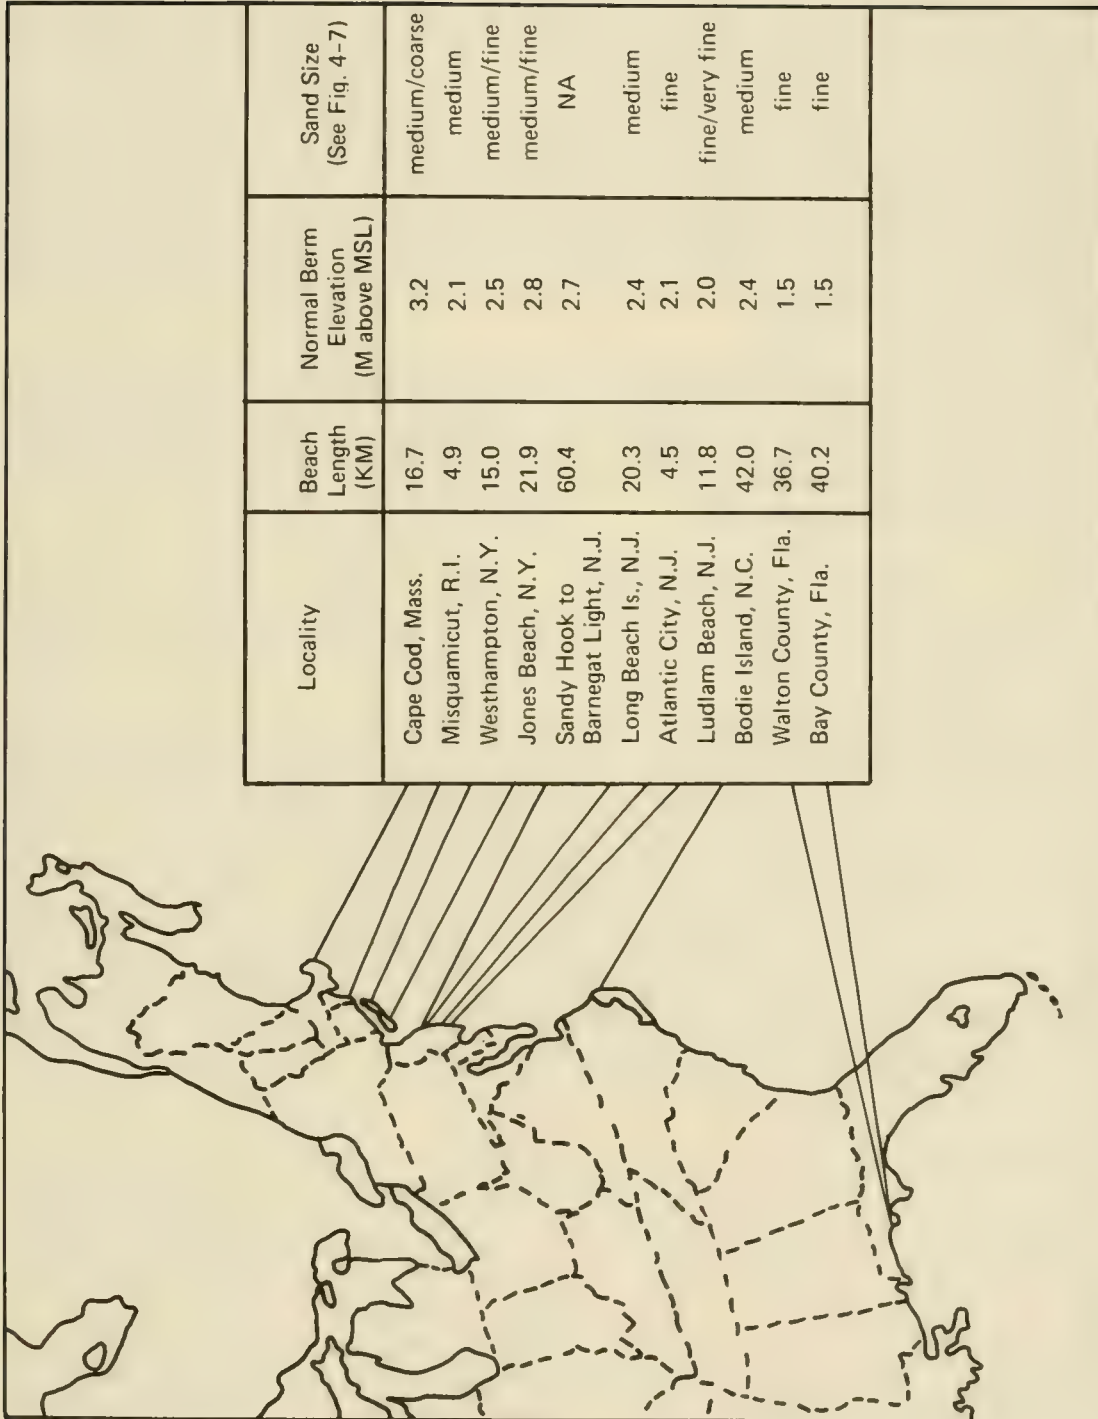 Locality Beach Length (KM) Normal Berm Elevation (M above MSL) Sand Size (See Fig. 4-7)
Cape Cod, Mass. 16.7 3.2 medium/coarse
Misquamicut, R.I. 4.9 2.1 medium
Westhampton, N.Y. 15.0 2.5 medium/fine
Jones Beach, N.Y. 21.9 2.8 medium/fine
Sandy Hook to 60.4 2.7 NA
Barnegat Light, N.J.
Long Beach Is., N.J. 20.3 2.4 medium
Atlantic City, N.J. 4.5 2.1 fine
Ludlam Beach, N.J. 11.8 2.0 fine/very fine
Bodie Island, N.C. 42.0 2.4 medium
Walton County, Fla. 36.7 1.5 fine
Bay County, Fla. 40.2 1.5 fine